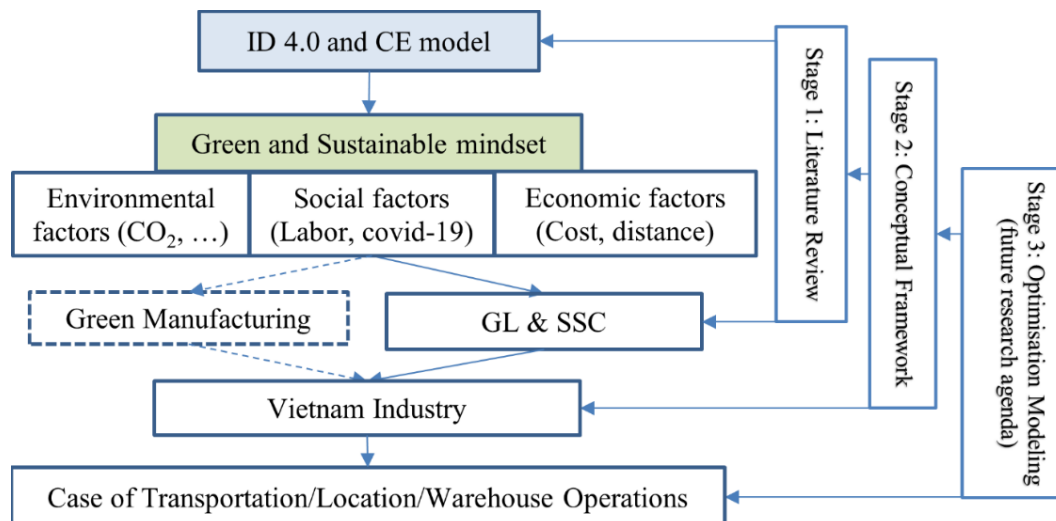 ID 4.0 and CE model
Green and Sustainable mindset
Environmental
factors (CO₂, …)
Social factors
(Labor, covid-19)
Economic factors
(Cost, distance)
Green Manufacturing
GL & SSC
Vietnam Industry
Case of Transportation/Location/Warehouse Operations
Stage 1: Literature Review
Stage 2: Conceptual Framework
Stage 3: Optimisation Modeling
(future research agenda)